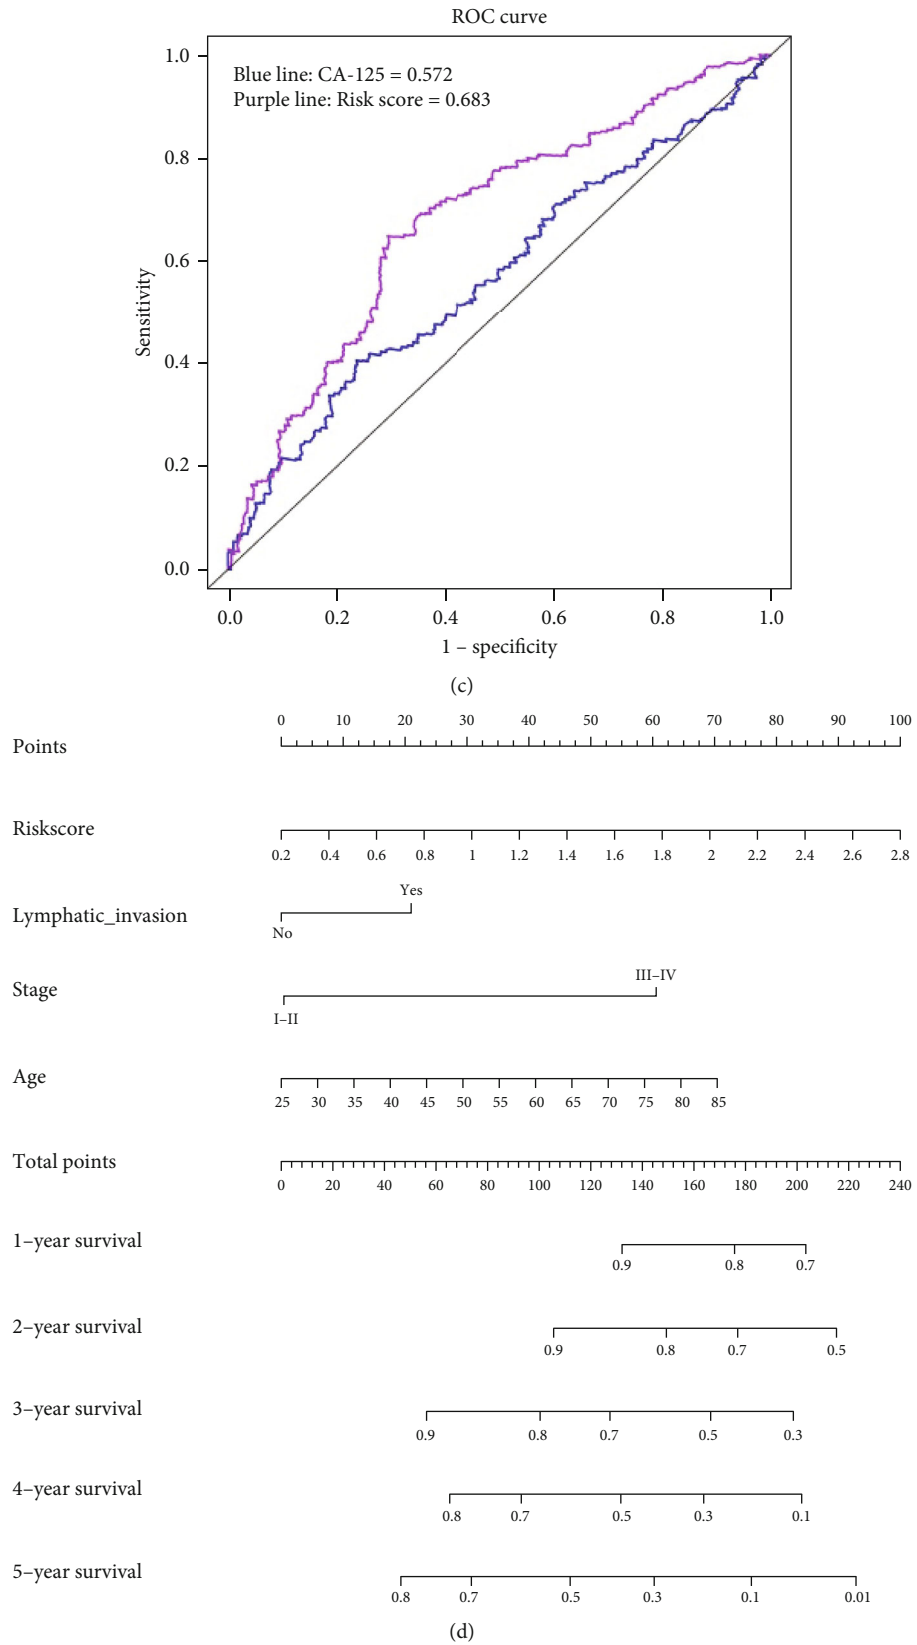 ROC curve
Blue line: CA-125 = 0.572
Purple line: Risk score = 0.683
1.0
0.8
0.6
0.4
0.2
0.0
Sensitivity
0.0 0.2 0.4 0.6 0.8 1.0
1 – specificity
(c)
0 10 20 30 40 50 60 70 80 90 100
Points
Riskscore
0.2 0.4 0.6 0.8 1 1.2 1.4 1.6 1.8 2 2.2 2.4 2.6 2.8
Yes
Lymphatic_invasion
No
III–IV
Stage
I–II
Age
25 30 35 40 45 50 55 60 65 70 75 80 85
Total points
0 20 40 60 80 100 120 140 160 180 200 220 240
1–year survival
0.9 0.8 0.7
2–year survival
0.9 0.8 0.7 0.5
3–year survival
0.9 0.8 0.7 0.5 0.3
4–year survival
0.8 0.7 0.5 0.3 0.1
5–year survival
0.8 0.7 0.5 0.3 0.1 0.01
(d)